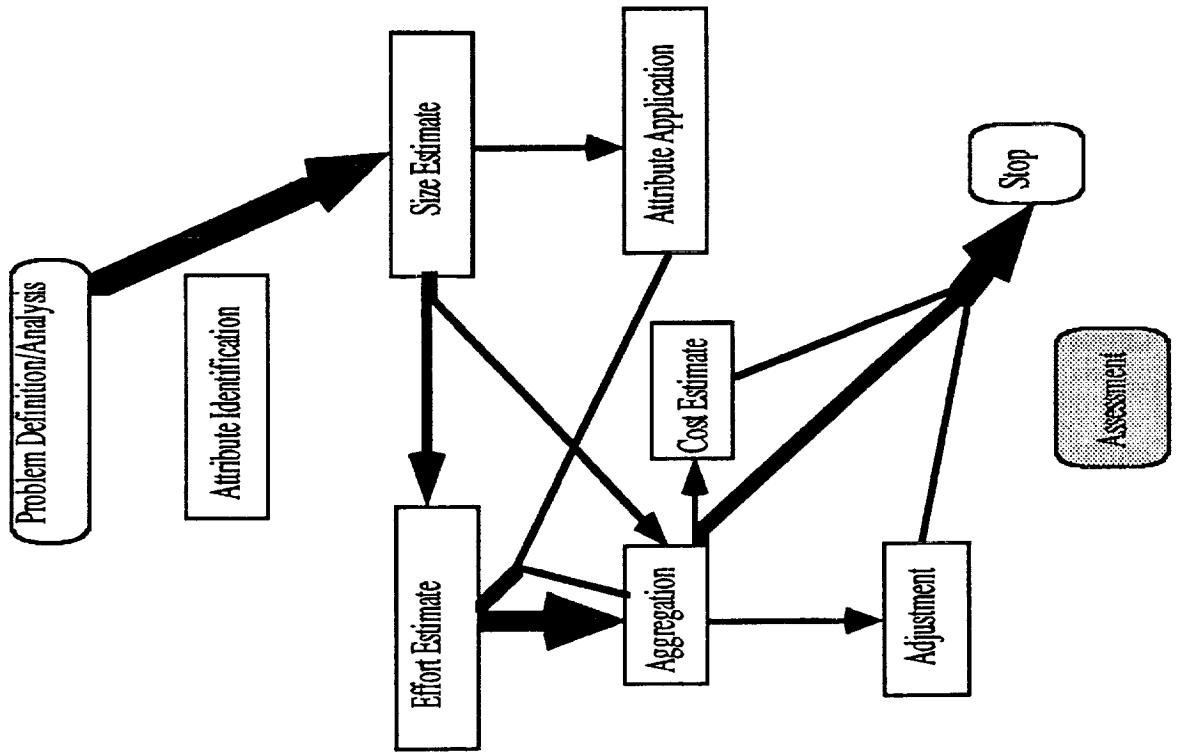 Problem Definition/Analysis
Attribute Identification
Size Estimate
Effort Estimate
Attribute Application
Cost Estimate
Aggregation
Adjustment
Stop
Assessment